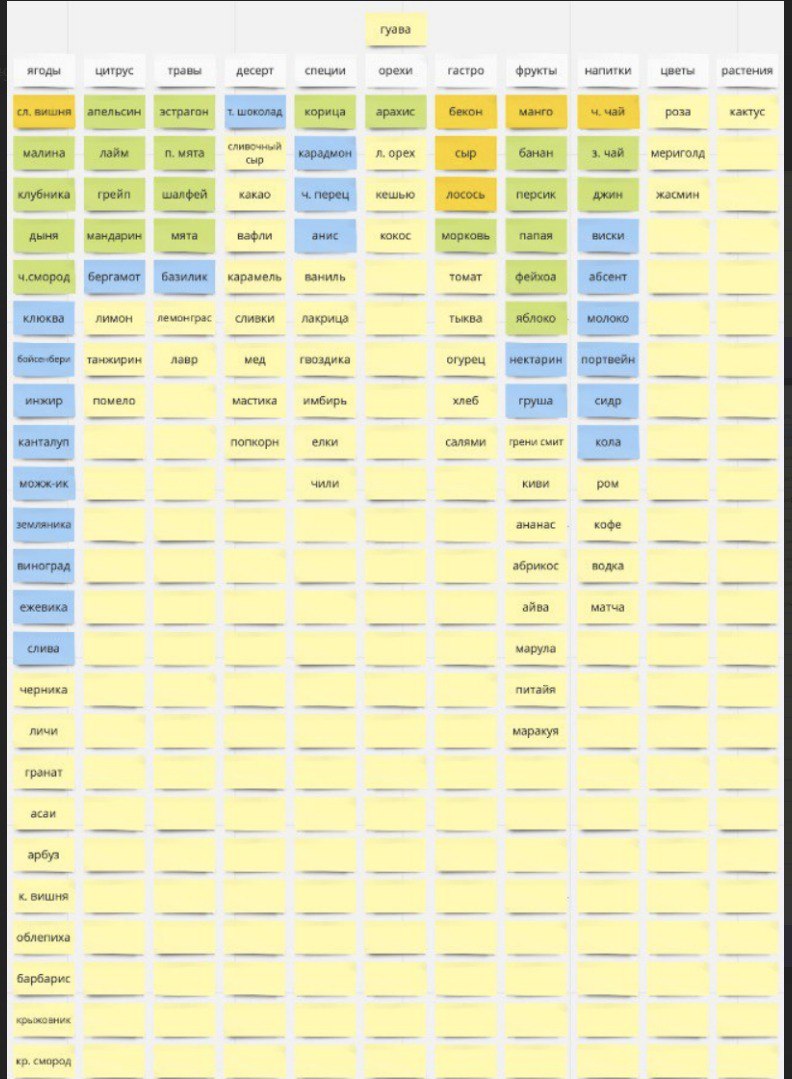 гуава
ягоды цитрус травы десерт специи орехи гастро фрукты напитки цветы растения
сл. вишня апельсин эстрагон т. шоколад корица арахис бекон манго ч. чай роза кактус
малина лайм п. мята сливочный сыр карадмон л. орех сыр банан з. чай мериголд
клубника грейп шалфей какао ч. перец кешью лосось персик джин жасмин
дыня мандарин мята вафли анис кокос морковь папая виски
ч.смород бергамот базилик карамель ваниль томат фейхоа абсент
клюква лимон лемонграс сливки лакрица тыква яблоко молоко
бойсенбери танжирин лавр мед гвоздика огурец нектарин портвейн
инжир помело мастика имбирь хлеб груша сидр
канталуп попкорн елки салями грени смит кола
можж-ик чили киви ром
земляника ананас кофе
виноград абрикос водка
ежевика айва матча
слива марула
черника питайя
личи маракуя
гранат
асаи
арбуз
к. вишня
облепиха
барбарис
крыжовник
кр. смород